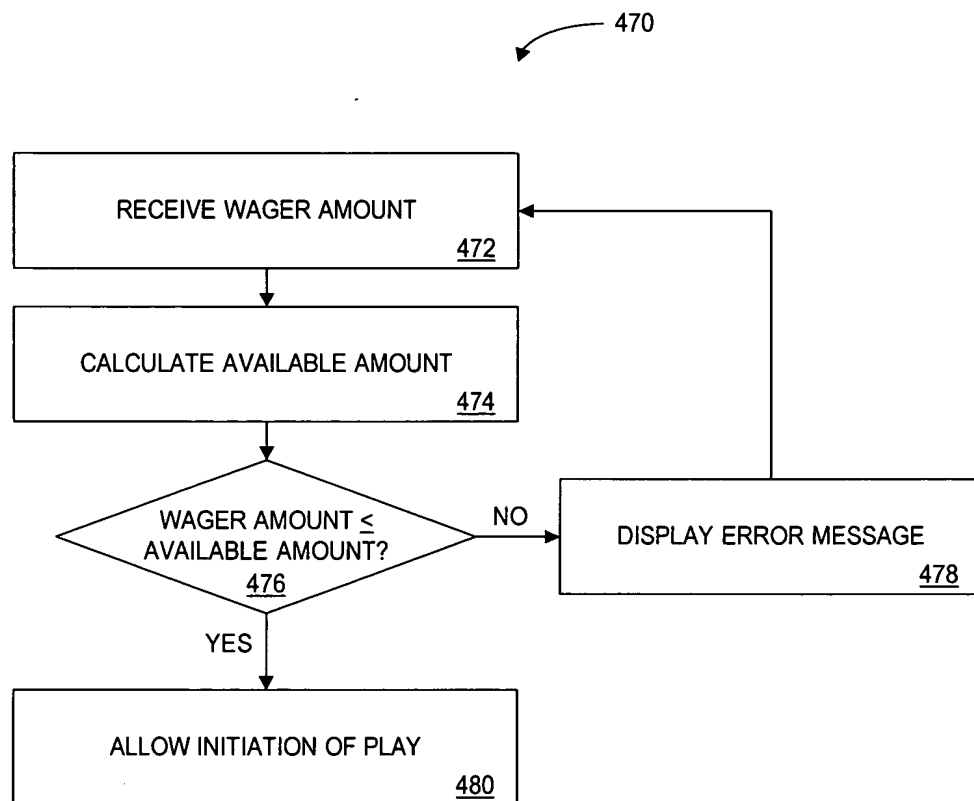 470
RECEIVE WAGER AMOUNT
472
CALCULATE AVAILABLE AMOUNT
474
WAGER AMOUNT ≤
AVAILABLE AMOUNT?
476
NO
DISPLAY ERROR MESSAGE
478
YES
ALLOW INITIATION OF PLAY
480